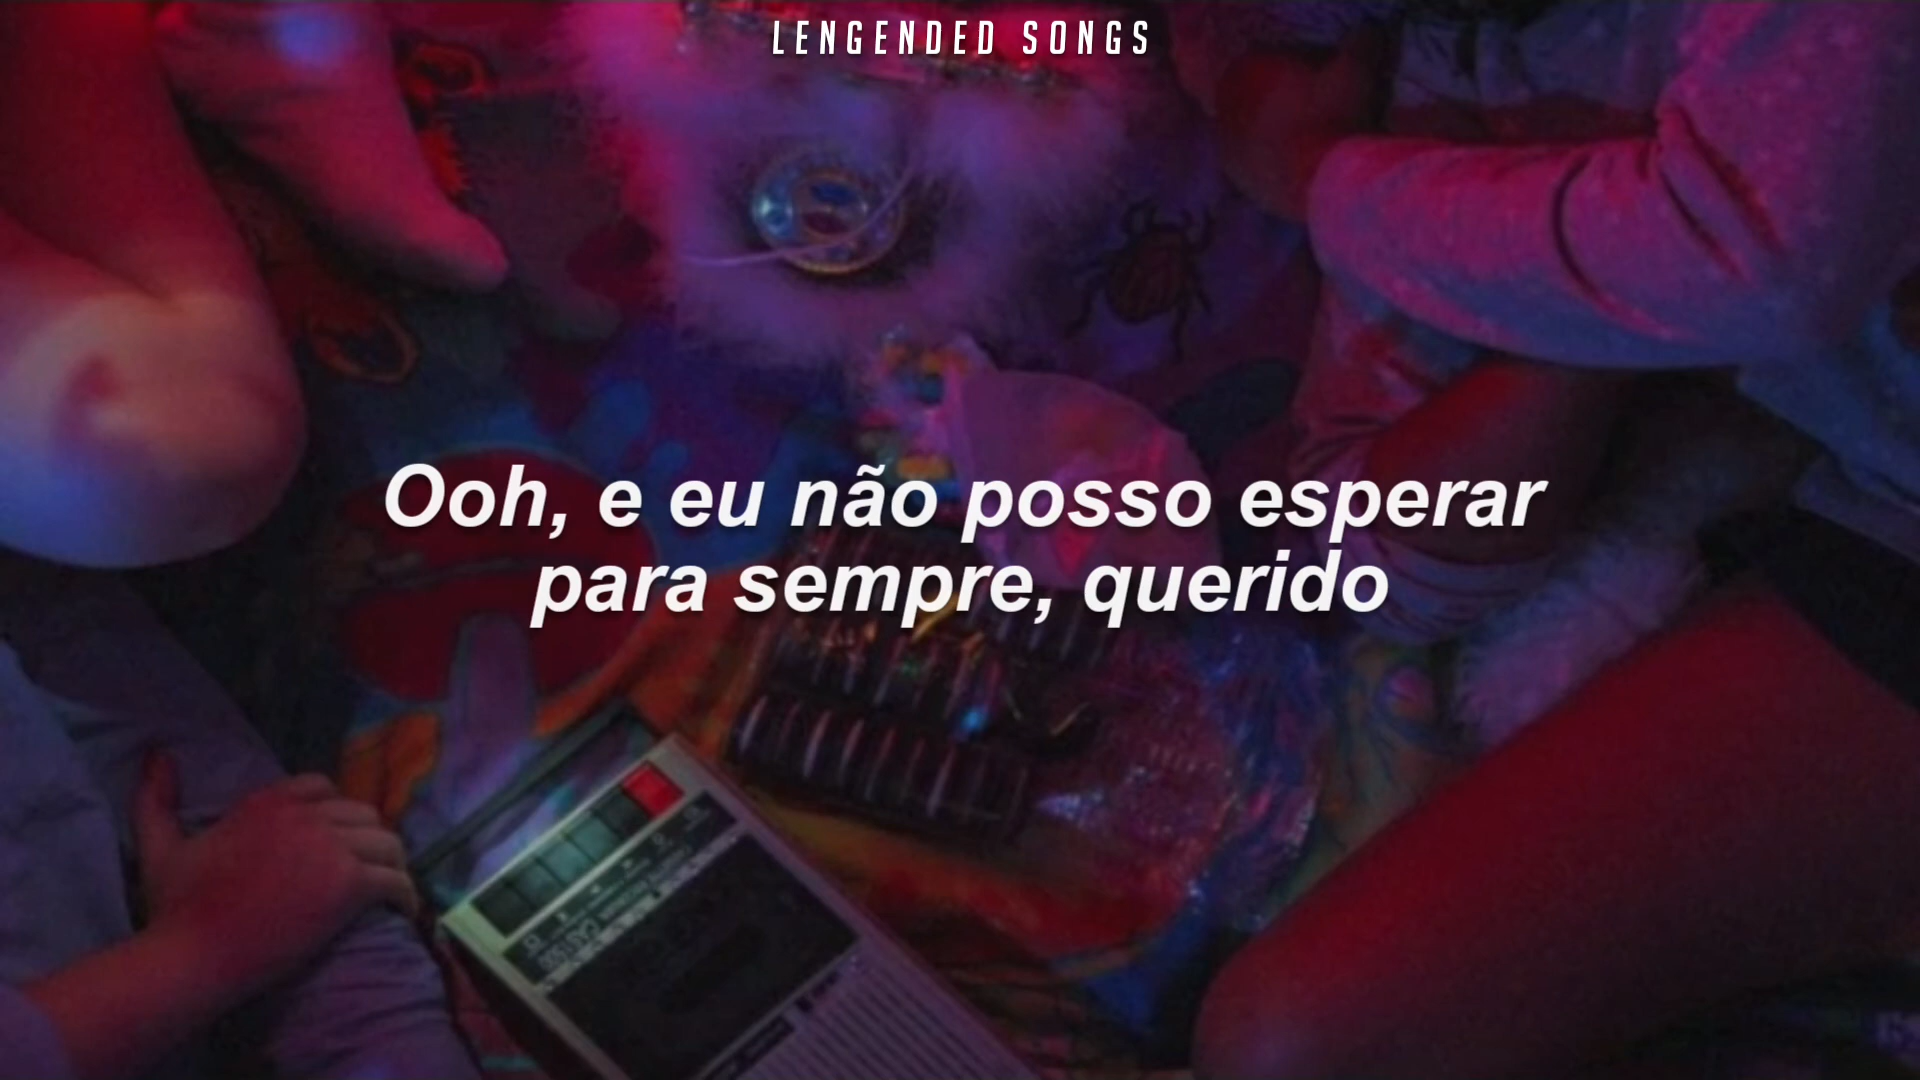 LENGENDED SONGS
Ooh, e eu não posso esperar
para sempre, querido